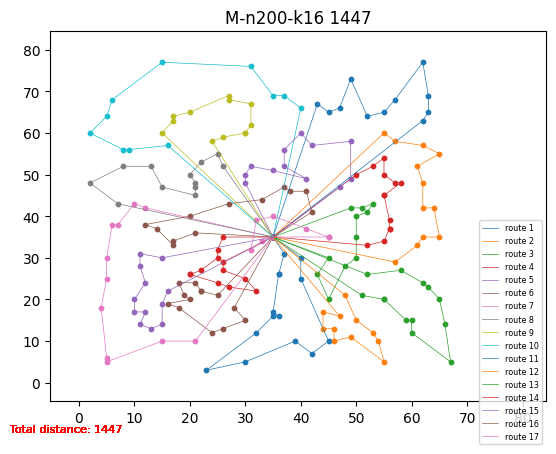 M-n200-k16 1447
80
70
60
50
40
30
20
10
0
0
10
20
30
40
50
60
70
80
route 1
route 2
route 3
route 4
route 5
route 6
route 7
route 8
route 9
route 10
route 11
route 12
route 13
route 14
route 15
route 16
route 17
Total distance: 1447